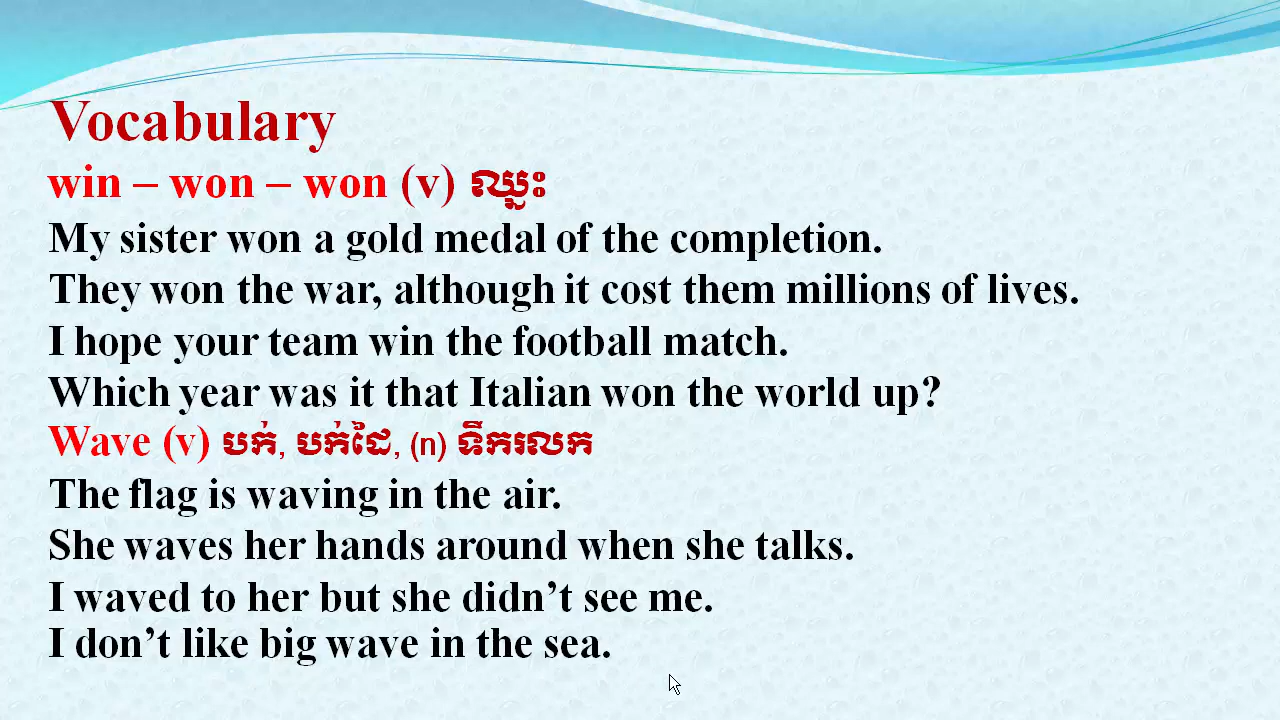 Vocabulary
win – won – won (v) ឈ្នះ
My sister won a gold medal of the completion.
They won the war, although it cost them millions of lives.
I hope your team win the football match.
Which year was it that Italian won the world up?
Wave (v) បក់, បក់ដៃ, (n) ទឹករលក
The flag is waving in the air.
She waves her hands around when she talks.
I waved to her but she didn’t see me.
I don’t like big wave in the sea.